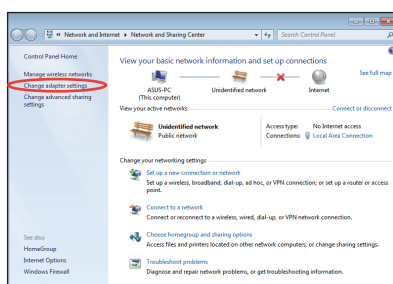 « Network and Internet ▸ Network and Sharing Center
Search Control Panel
Control Panel Home
Manage wireless networks
Change adapter settings
Change advanced sharing
settings
See also
HomeGroup
Internet Options
Windows Firewall
View your basic network information and set up connections
See full map
ASUS-PC
(This computer)
Unidentified network
Internet
View your active networks
Connect or disconnect
Unidentified network
Public network
Access type: No Internet access
Connections: Local Area Connection
Change your networking settings
Set up a new connection or network
Set up a wireless, broadband, dial-up, ad hoc, or VPN connection; or set up a router or access
point.
Connect to a network
Connect or reconnect to a wireless, wired, dial-up, or VPN network connection.
Choose homegroup and sharing options
Access files and printers located on other network computers, or change sharing settings.
Troubleshoot problems
Diagnose and repair network problems, or get troubleshooting information.